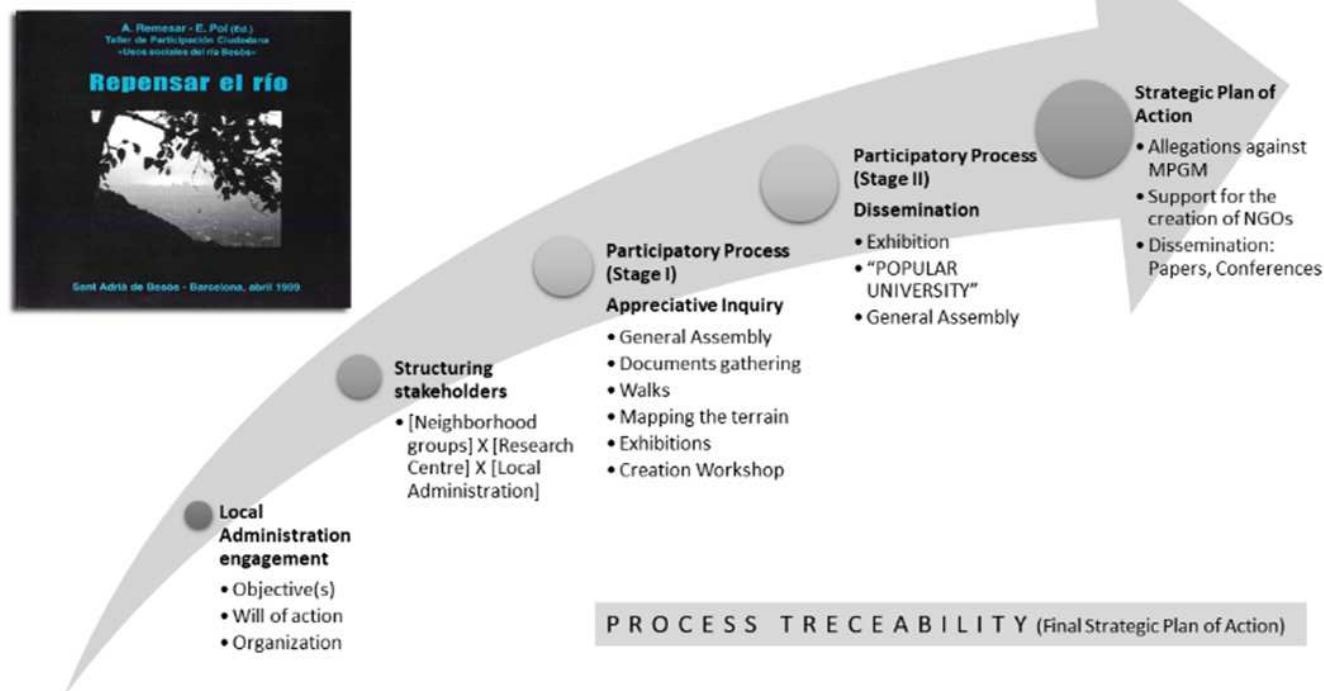 A. Remesar - E. Pol (Ed.)
Taller de Participación Ciudadana
«Usos sociales del río Besòs»
Repensar el río
Sant Adrià de Besòs - Barcelona, abril 1999
Local
Administration
engagement
• Objective(s)
• Will of action
• Organization
Structuring
stakeholders
• [Neighborhood
groups] X [Research
Centre] X [Local
Administration]
Participatory Process
(Stage I)
Appreciative Inquiry
• General Assembly
• Documents gathering
• Walks
• Mapping the terrain
• Exhibitions
• Creation Workshop
Participatory Process
(Stage II)
Dissemination
• Exhibition
• “POPULAR
UNIVERSITY”
• General Assembly
Strategic Plan of
Action
• Allegations against
MPGM
• Support for the
creation of NGOs
• Dissemination:
Papers, Conferences
PROCESS TRECEABILITY (Final Strategic Plan of Action)